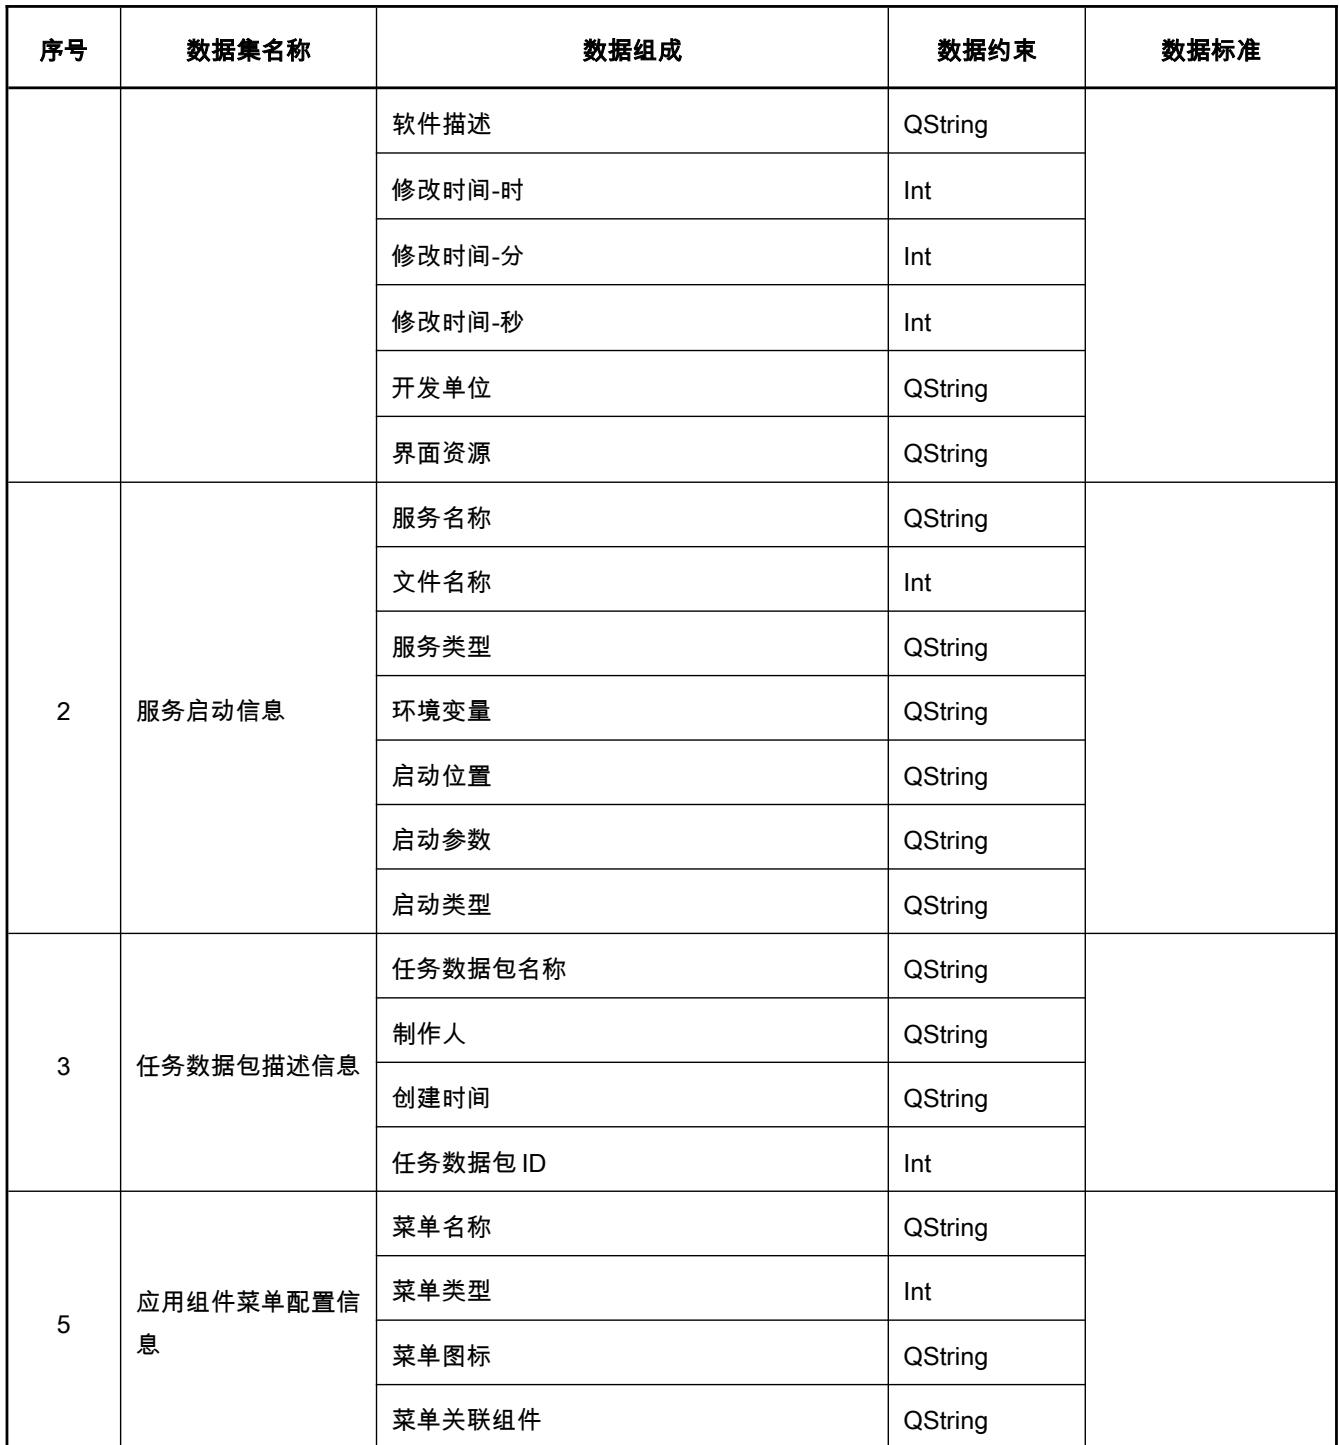 序号 数据集名称 数据组成 数据约束 数据标准
软件描述 QString
修改时间-时 Int
修改时间-分 Int
修改时间-秒 Int
开发单位 QString
界面资源 QString
服务名称 QString
文件名称 Int
服务类型 QString
2 服务启动信息 环境变量 QString
启动位置 QString
启动参数 QString
启动类型 QString
任务数据包名称 QString
制作人 QString
3 任务数据包描述信息
创建时间 QString
任务数据包 ID Int
菜单名称 QString
菜单类型 Int
5 应用组件菜单配置信
息
菜单图标 QString
菜单关联组件 QString